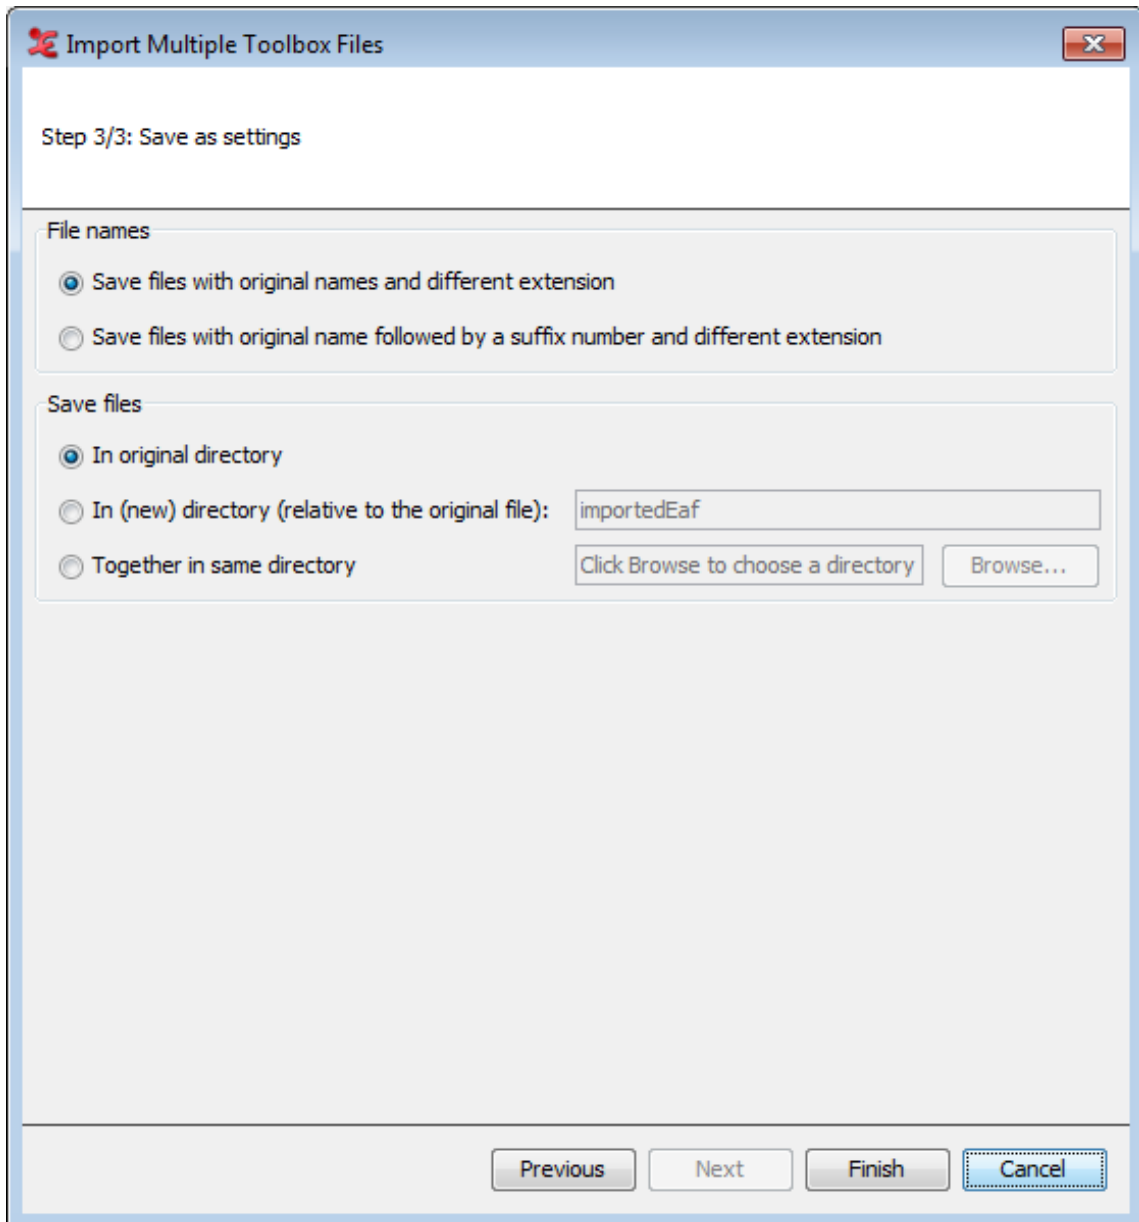 Import Multiple Toolbox Files
Step 3/3: Save as settings
File names
Save files with original names and different extension
Save files with original name followed by a suffix number and different extension
Save files
In original directory
In (new) directory (relative to the original file): importedEaf
Together in same directory Click Browse to choose a directory Browse...
Previous Next Finish Cancel